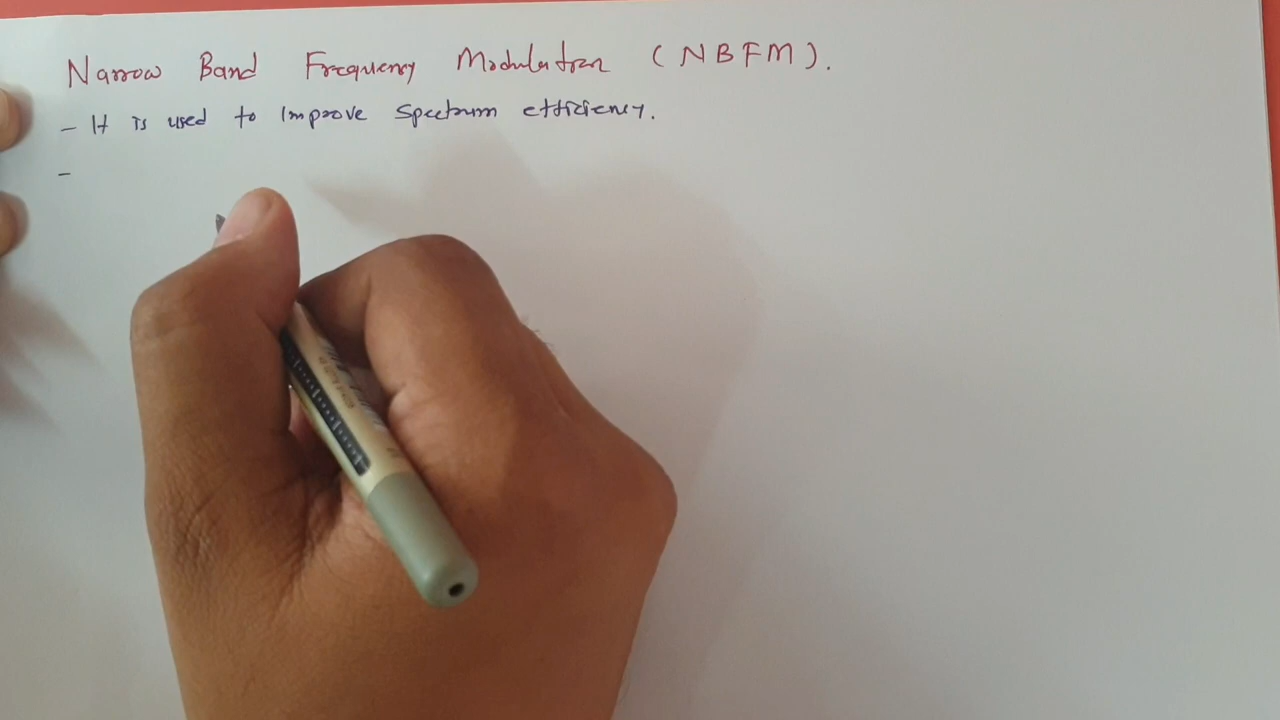 Narrow Band Frequency Modulation (NBFM).
- It is used to improve spectrum efficiency.
-